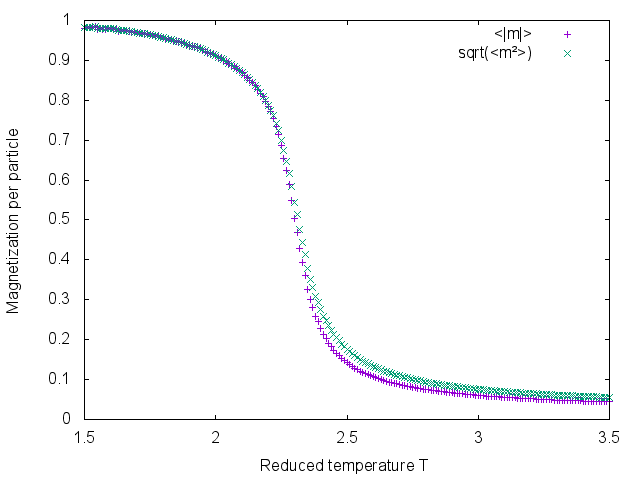 <|m|>
sqrt(<m²>)
1
0.9
0.8
0.7
0.6
0.5
0.4
0.3
0.2
0.1
0
Magnetization per particle
1.5 2 2.5 3 3.5
Reduced temperature T